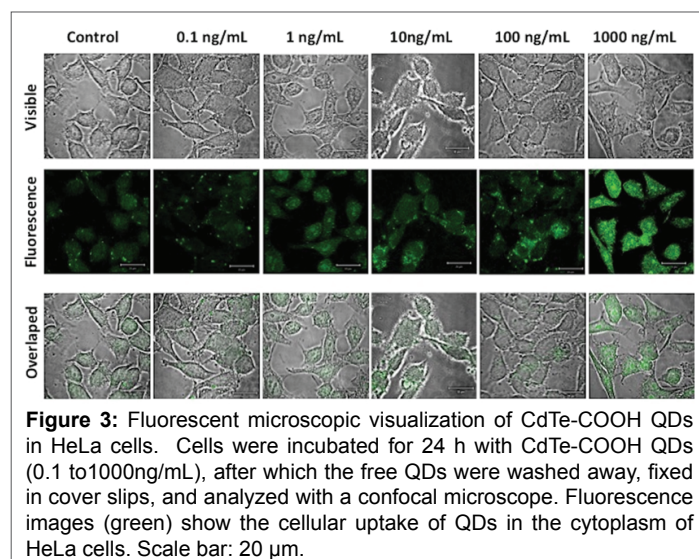 Control 0.1 ng/mL 1 ng/mL 10ng/mL 100 ng/mL 1000 ng/mL
Visible
Fluorescence
Overlaped
Figure 3: Fluorescent microscopic visualization of CdTe-COOH QDs
in HeLa cells. Cells were incubated for 24 h with CdTe-COOH QDs
(0.1 to1000ng/mL), after which the free QDs were washed away, fixed
in cover slips, and analyzed with a confocal microscope. Fluorescence
images (green) show the cellular uptake of QDs in the cytoplasm of
HeLa cells. Scale bar: 20 μm.